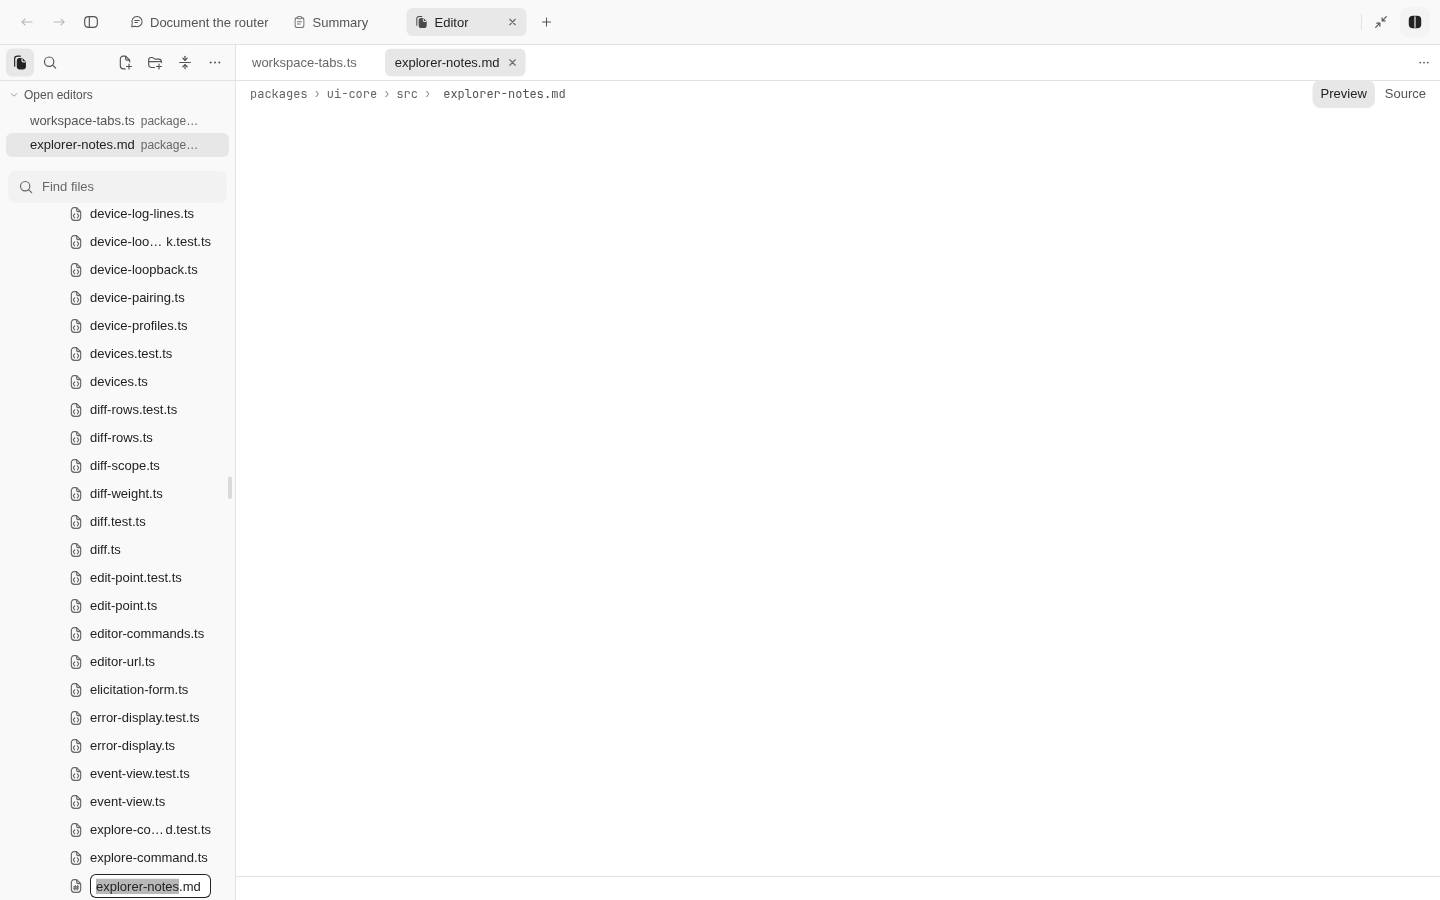 Document the router
Summary
Editor
workspace-tabs.ts
explorer-notes.md
Open editors
workspace-tabs.ts package…
explorer-notes.md package…
packages › ui-core › src › explorer-notes.md
Preview
Source
Find files
device-log-lines.ts
device-loo… k.test.ts
device-loopback.ts
device-pairing.ts
device-profiles.ts
devices.test.ts
devices.ts
diff-rows.test.ts
diff-rows.ts
diff-scope.ts
diff-weight.ts
diff.test.ts
diff.ts
edit-point.test.ts
edit-point.ts
editor-commands.ts
editor-url.ts
elicitation-form.ts
error-display.test.ts
error-display.ts
event-view.test.ts
event-view.ts
explore-co… d.test.ts
explore-command.ts
explorer-notes.md